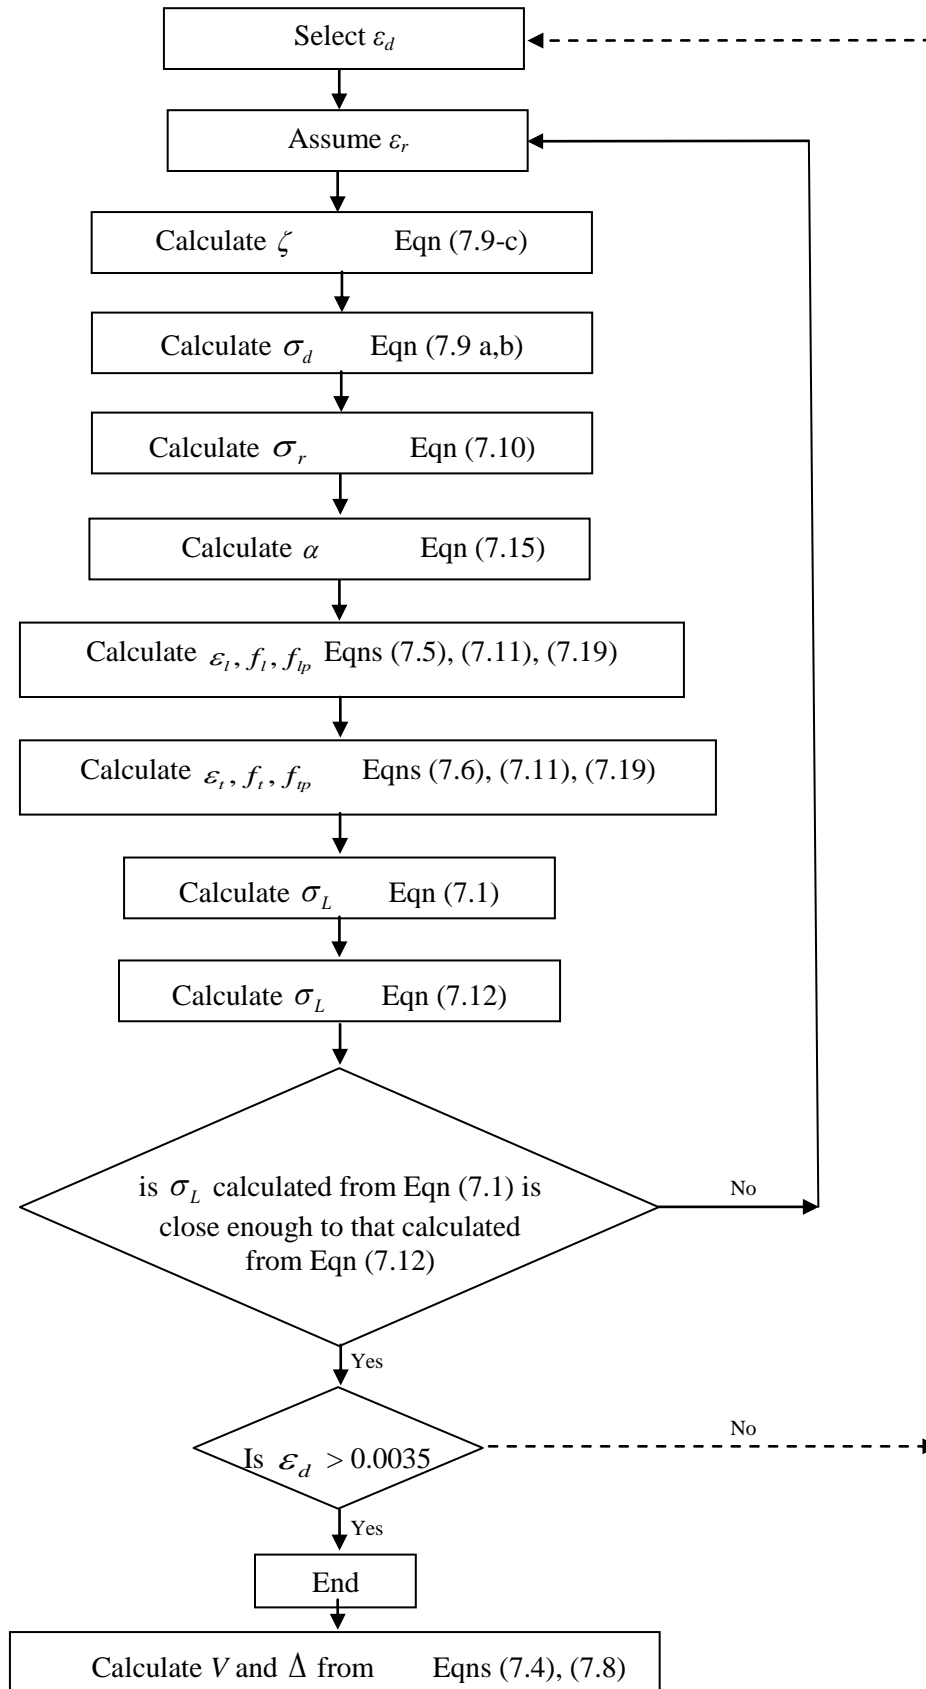 Select εd
Assume εr
Calculate ζ Eqn (7.9-c)
Calculate σd Eqn (7.9 a,b)
Calculate σr Eqn (7.10)
Calculate α Eqn (7.15)
Calculate εl, fl, flp Eqns (7.5), (7.11), (7.19)
Calculate εt, ft, ftp Eqns (7.6), (7.11), (7.19)
Calculate σL Eqn (7.1)
Calculate σL Eqn (7.12)
is σL calculated from Eqn (7.1) is
close enough to that calculated
from Eqn (7.12)
No
Yes
Is εd > 0.0035
No
Yes
End
Calculate V and Δ from Eqns (7.4), (7.8)